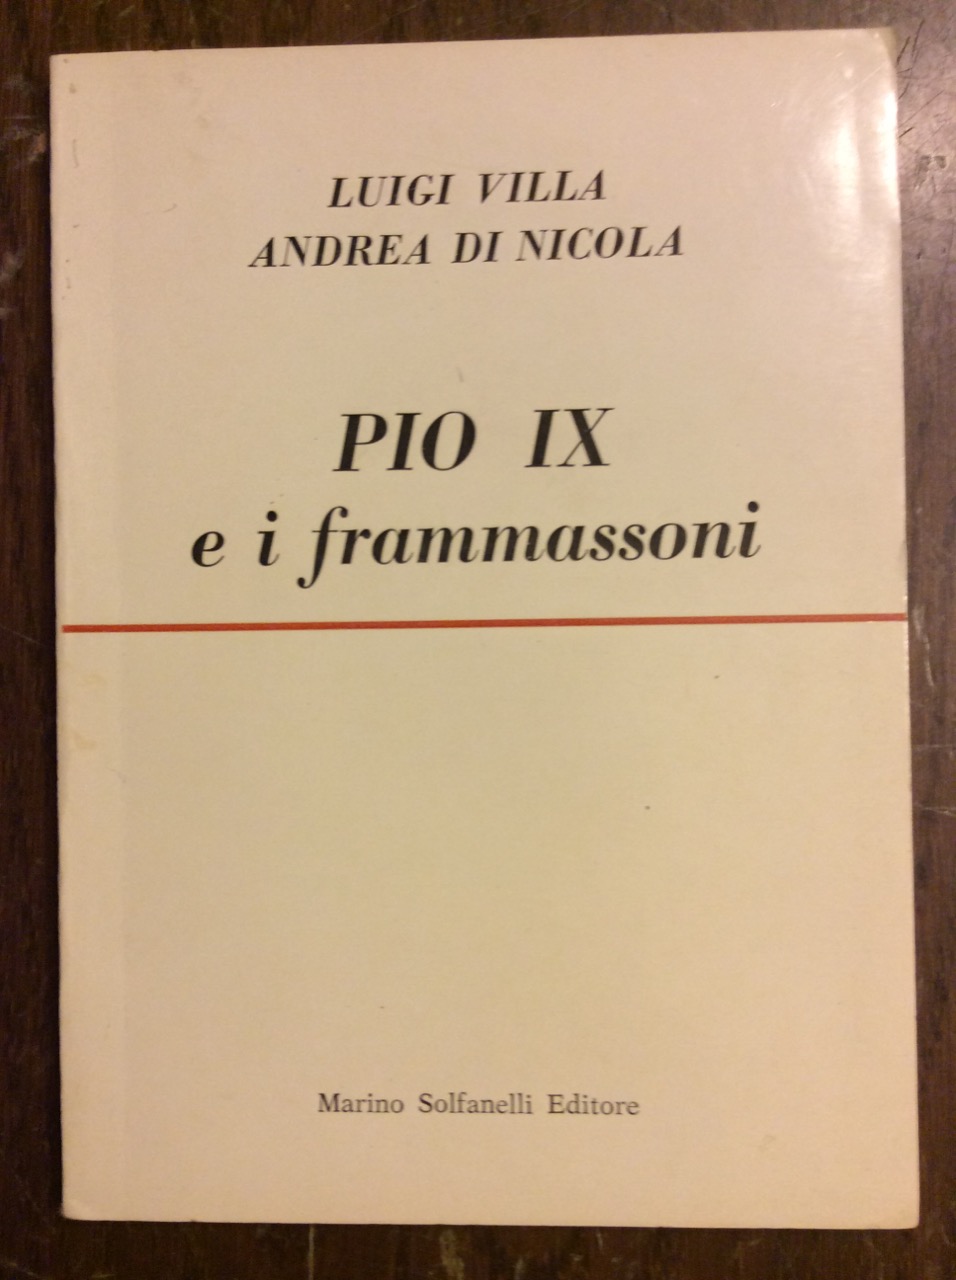 LUIGI VILLA
ANDREA DI NICOLA
PIO IX
e i frammassoni
Marino Solfanelli Editore